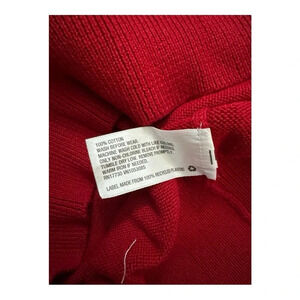 100% COTTON
WASH BEFORE WEAR
MACHINE WASH COLD WITH LIKE COLORS
ONLY NON-CHLORINE BLEACH IF NEEDED
TUMBLE DRY LOW. REMOVE PROMPTLY
WARM IRON IF NEEDED.
RN17730
LABEL MADE FROM 100% RECYCLED PLASTICS